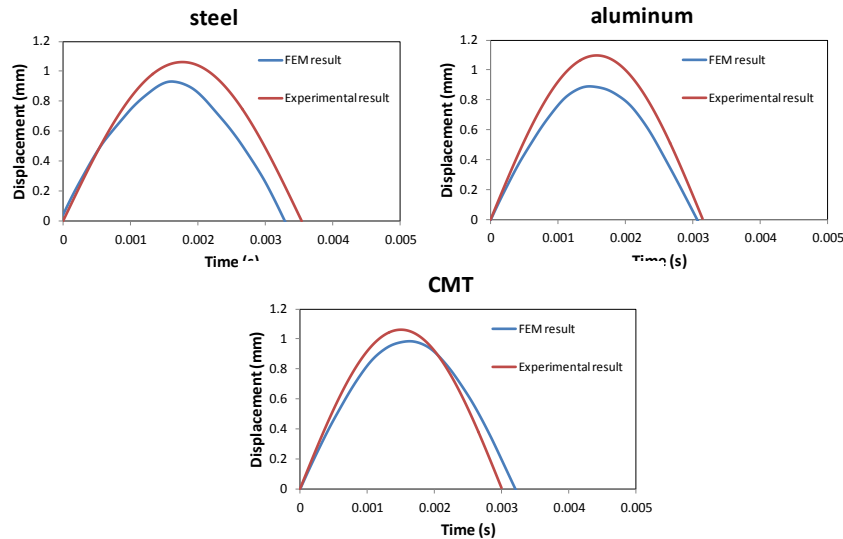 steel
1.2
1
0.8
0.6
0.4
0.2
0
Displacement (mm)
FEM result
Experimental result
0 0.001 0.002 0.003 0.004 0.005
Time (s)
aluminum
1.2
1
0.8
0.6
0.4
0.2
0
Displacement (mm)
FEM result
Experimental result
0 0.001 0.002 0.003 0.004 0.005
Time (s)
CMT
1.2
1
0.8
0.6
0.4
0.2
0
Displacement (mm)
FEM result
Experimental result
0 0.001 0.002 0.003 0.004 0.005
Time (s)